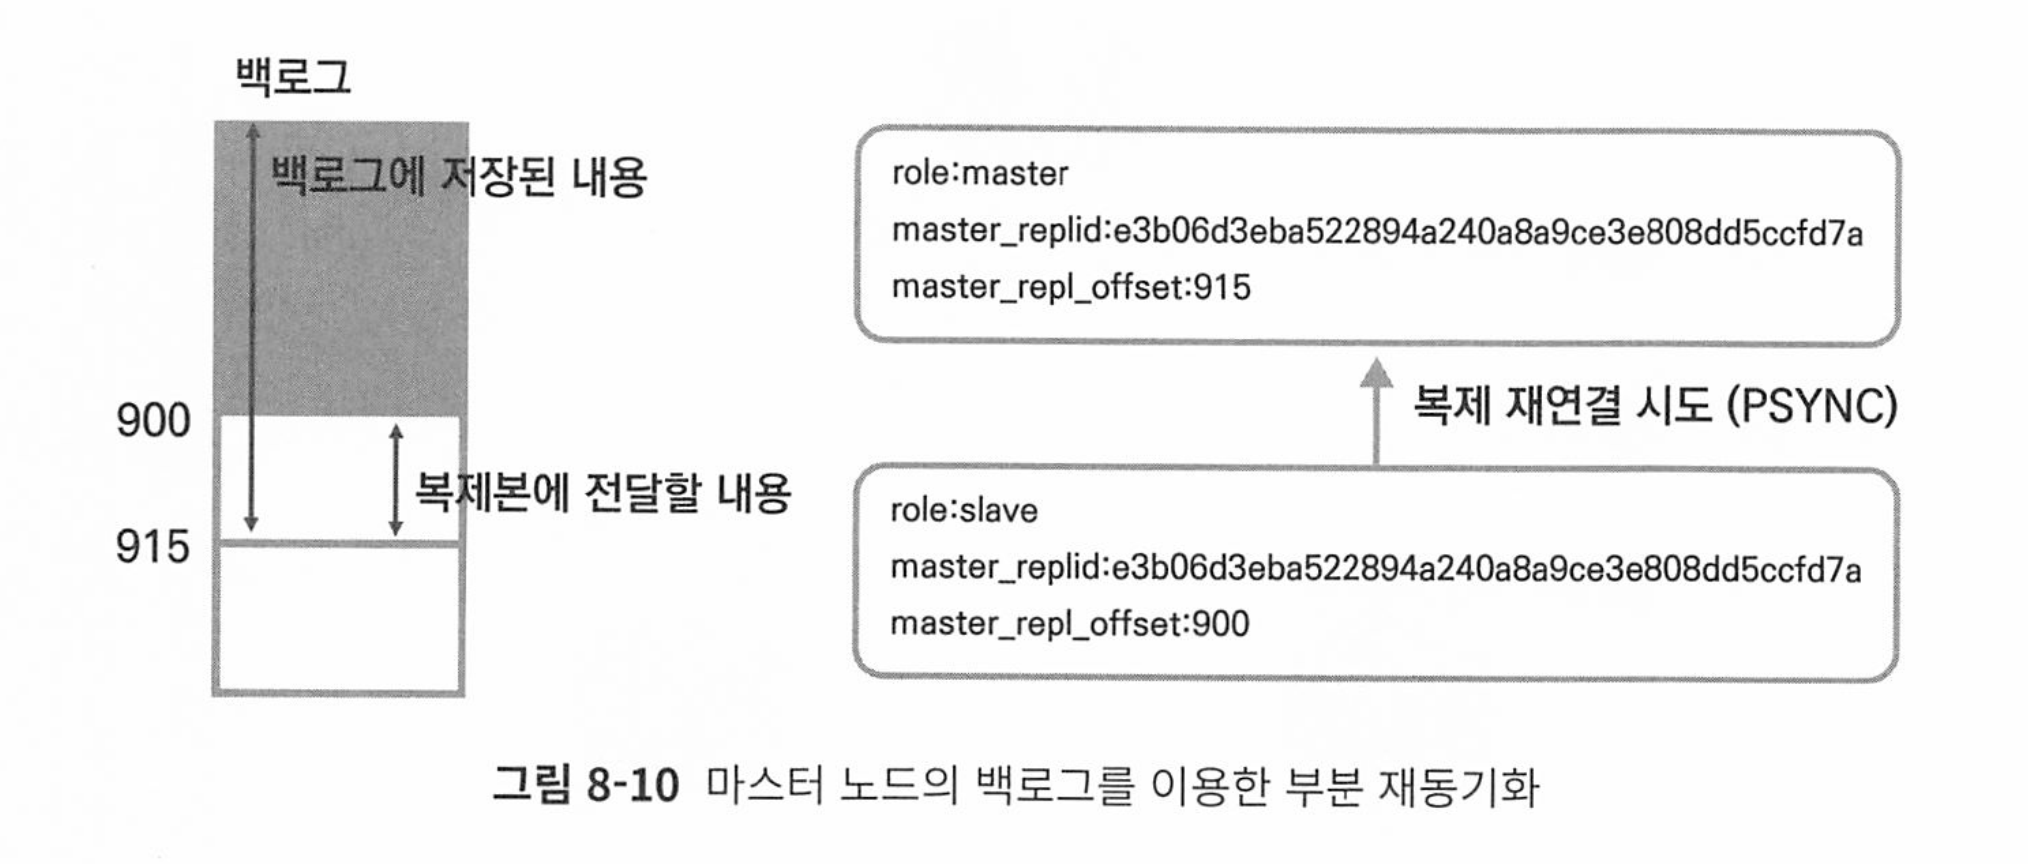 백로그
백로그에 저장된 내용
900
복제본에 전달할 내용
915
role:master
master_replid:e3b06d3eba522894a240a8a9ce3e808dd5ccfd7a
master_repl_offset:915
복제 재연결 시도 (PSYNC)
role:slave
master_replid:e3b06d3eba522894a240a8a9ce3e808dd5ccfd7a
master_repl_offset:900
그림 8-10 마스터 노드의 백로그를 이용한 부분 재동기화